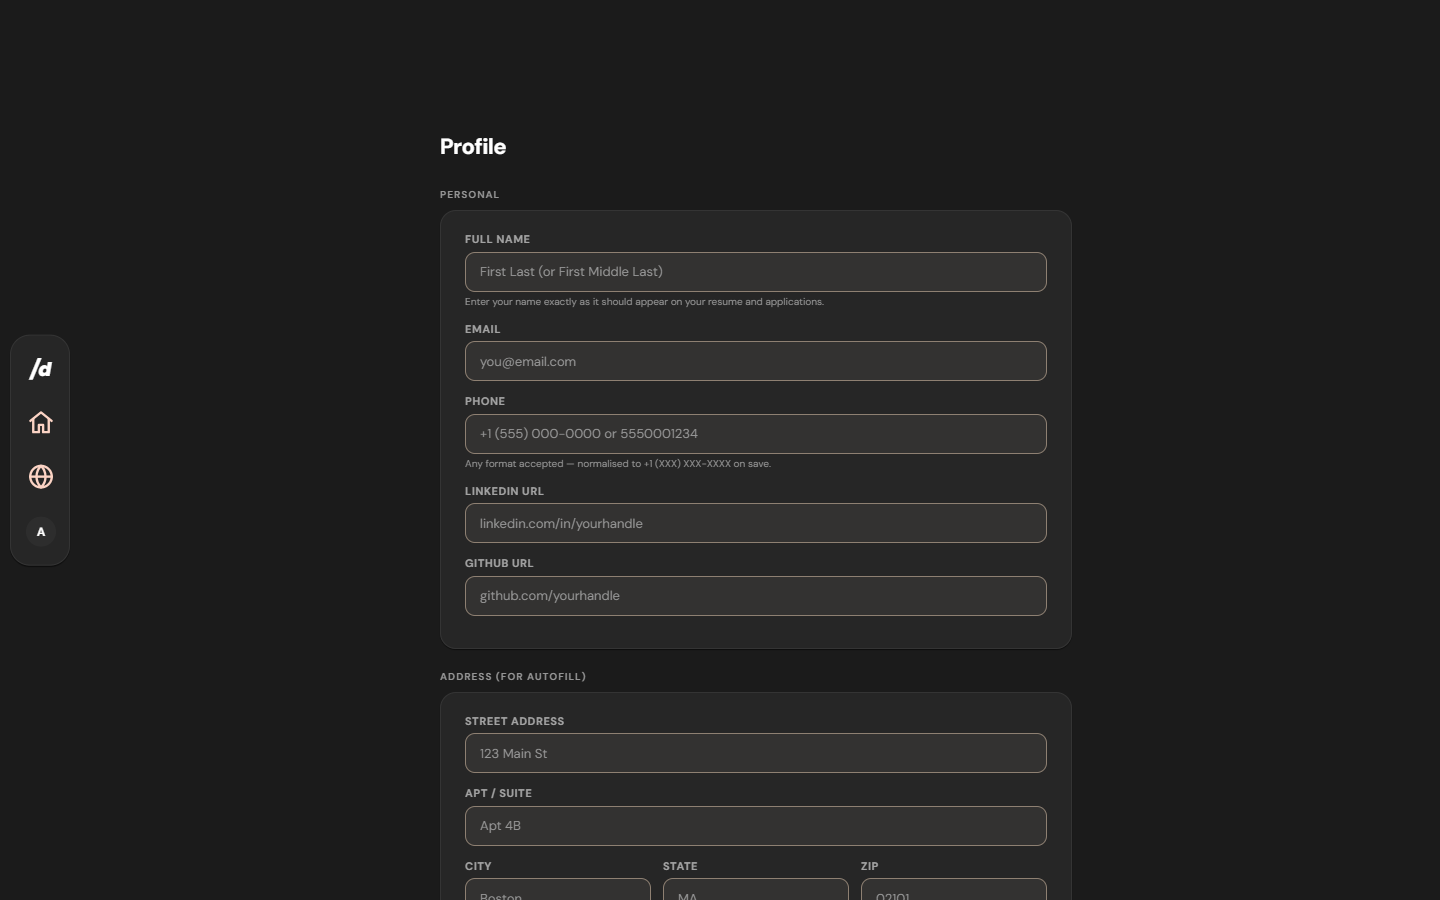 Profile
PERSONAL
FULL NAME
First Last (or First Middle Last)
Enter your name exactly as it should appear on your resume and applications.
EMAIL
you@email.com
PHONE
+1 (555) 000-0000 or 5550001234
Any format accepted — normalised to +1 (XXX) XXX-XXXX on save.
LINKEDIN URL
linkedin.com/in/yourhandle
GITHUB URL
github.com/yourhandle
/d
A
ADDRESS (FOR AUTOFILL)
STREET ADDRESS
123 Main St
APT / SUITE
Apt 4B
CITY STATE ZIP
Boston MA 02101